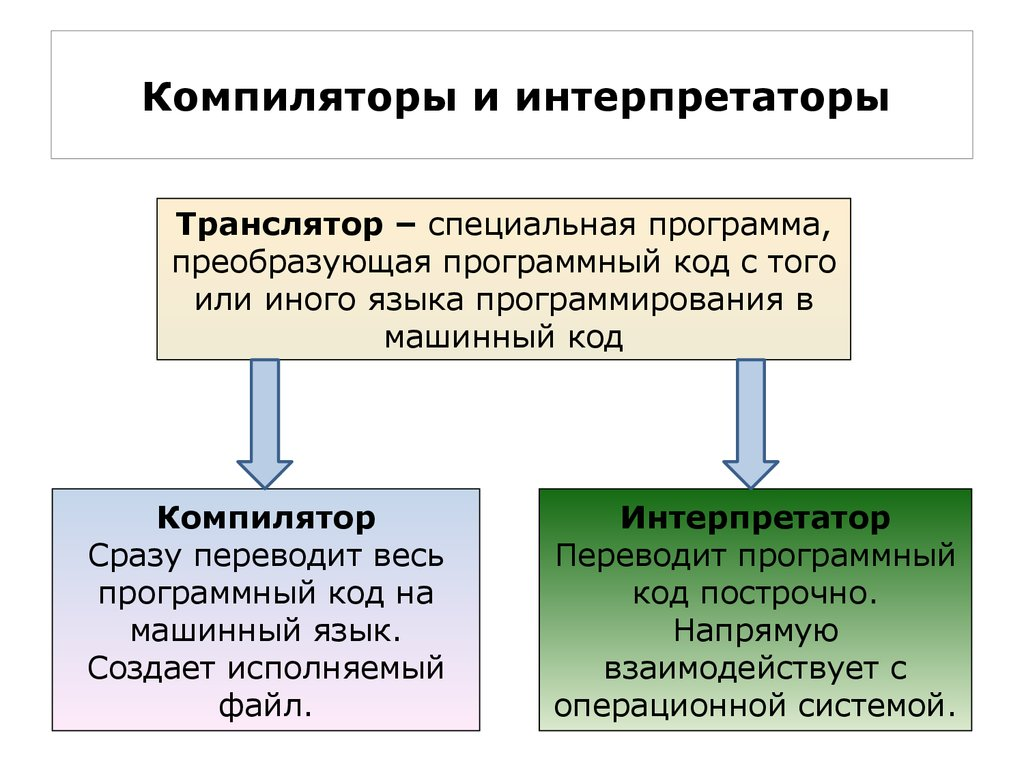 Компиляторы и интерпретаторы
Транслятор – специальная программа,
преобразующая программный код с того
или иного языка программирования в
машинный код
Компилятор
Сразу переводит весь
программный код на
машинный язык.
Создает исполняемый
файл.
Интерпретатор
Переводит программный
код построчно.
Напрямую
взаимодействует с
операционной системой.